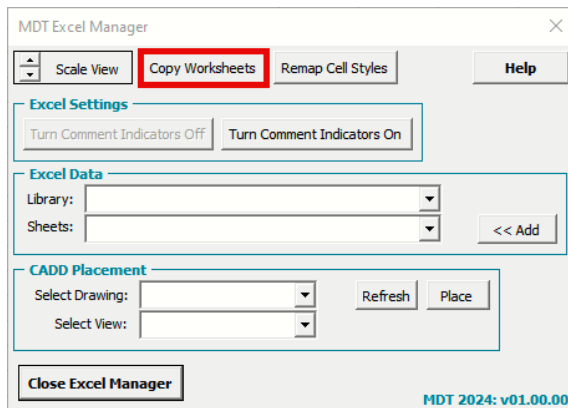 MDT Excel Manager
Scale View Copy Worksheets Remap Cell Styles Help
Excel Settings
Turn Comment Indicators Off Turn Comment Indicators On
Excel Data
Library:
Sheets: << Add
CADD Placement
Select Drawing: Refresh Place
Select View:
Close Excel Manager
MDT 2024: v01.00.00